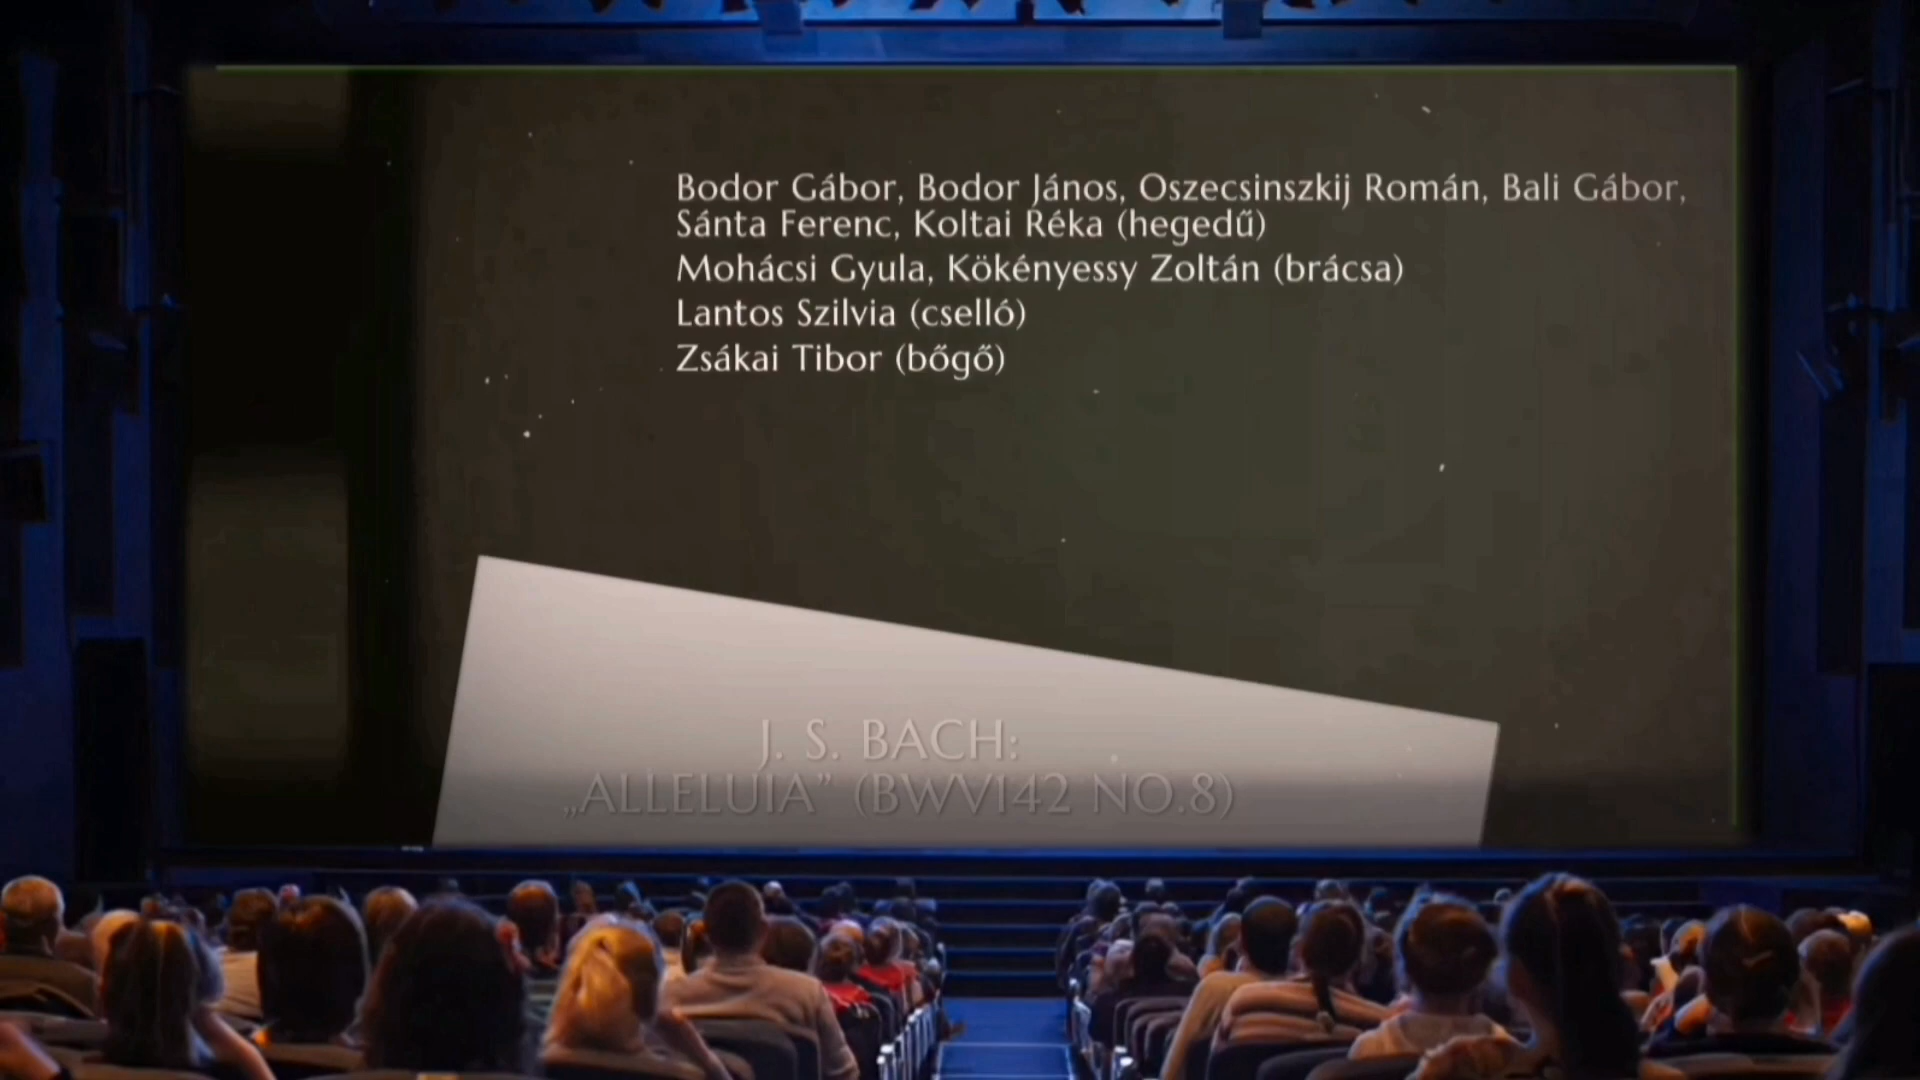 Bodor Gábor, Bodor János, Oszecsinszkij Román, Bali Gábor,
Sánta Ferenc, Koltai Réka (hegedű)
Mohácsi Gyula, Kökényessy Zoltán (brácsa)
Lantos Szilvia (cselló)
Zsákai Tibor (bőgő)
J. S. BACH:
„ALLELUIA” (BWV142 NO.8)